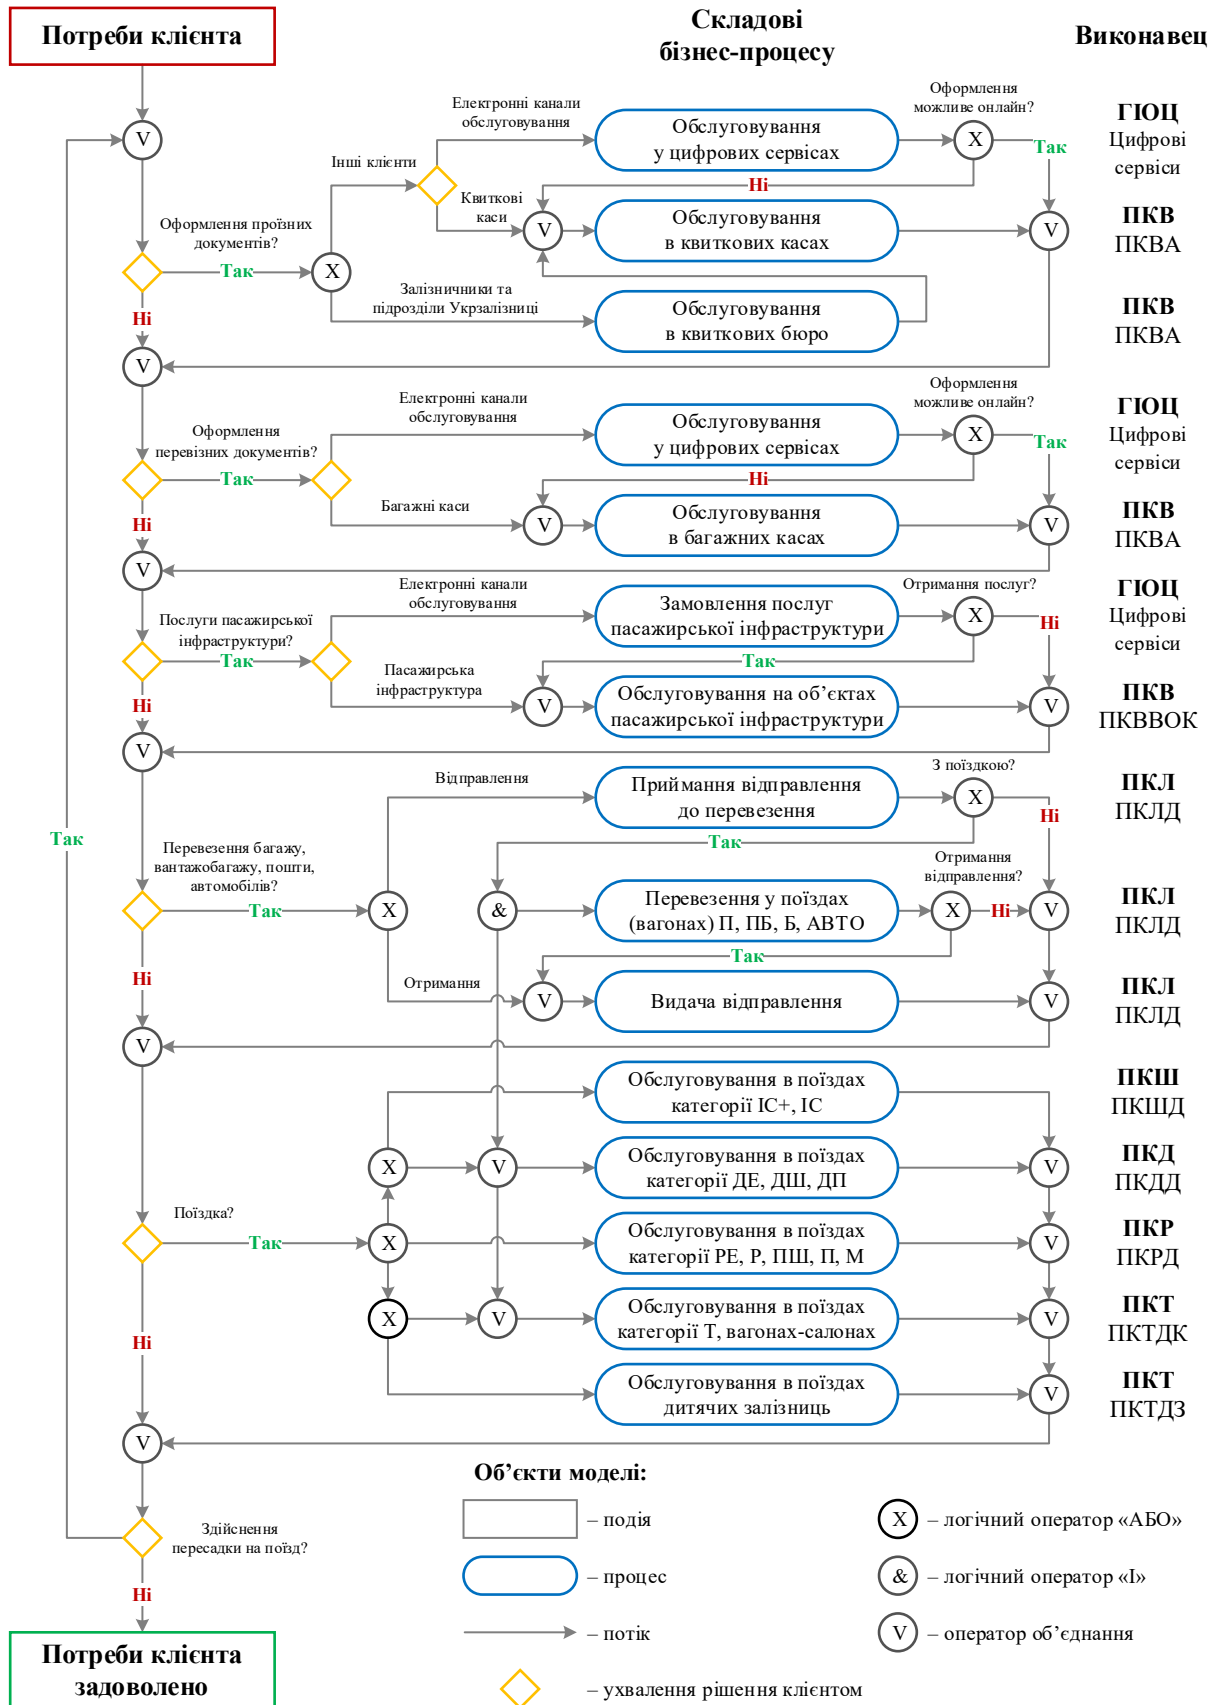 Потреби клієнта
Складові
бізнес-процесу
Виконавец
V
Електронні канали
обслуговування
Обслуговування
у цифрових сервісах
Оформлення
можливе онлайн?
X
Так
ГІОЦ
Цифрові
сервіси
Інші клієнти
Ні
Квиткові
каси
V
Обслуговування
в квиткових касах
V
ПКВ
ПКВА
Оформлення проїзних
документів?
Так
X
Залізничники та
підрозділи Укрзалізниці
Обслуговування
в квиткових бюро
ПКВ
ПКВА
Ні
V
Електронні канали
обслуговування
Обслуговування
у цифрових сервісах
Оформлення
можливе онлайн?
X
Так
ГІОЦ
Цифрові
сервіси
Оформлення
перевізних документів?
Так
Ні
Багажні каси
V
Обслуговування
в багажних касах
V
ПКВ
ПКВА
Ні
V
Електронні канали
обслуговування
Замовлення послуг
пасажирської інфраструктури
Отримання послуг?
X
Ні
ГІОЦ
Цифрові
сервіси
Послуги пасажирської
інфраструктури?
Так
Так
Пасажирська
інфраструктура
V
Обслуговування на об’єктах
пасажирської інфраструктури
V
ПКВ
ПКВВОК
Ні
V
Відправлення
Приймання відправлення
до перевезення
З поїздкою?
X
Ні
ПКЛ
ПКЛД
Так
Так
Перевезення багажу,
вантажобагажу, пошти,
автомобілів?
Так
X
&
Перевезення у поїздах
(вагонах) П, ПБ, Б, АВТО
Отримання
відправлення?
X
Ні
V
ПКЛ
ПКЛД
Так
Ні
Отримання
V
Видача відправлення
V
ПКЛ
ПКЛД
V
Обслуговування в поїздах
категорії ІС+, ІС
ПКШ
ПКШД
X
V
Обслуговування в поїздах
категорії ДЕ, ДШ, ДП
V
ПКД
ПКДД
Поїздка?
Так
X
Обслуговування в поїздах
категорії РЕ, Р, ПШ, П, М
V
ПКР
ПКРД
Ні
X
V
Обслуговування в поїздах
категорії Т, вагонах-салонах
V
ПКТ
ПКТДК
Обслуговування в поїздах
дитячих залізниць
V
ПКТ
ПКТДЗ
V
Об’єкти моделі:
Здійснення
пересадки на поїзд?
– подія
X
– логічний оператор «АБО»
Ні
– процес
&
– логічний оператор «І»
Потреби клієнта
задоволено
– потік
V
– оператор об’єднання
– ухвалення рішення клієнтом